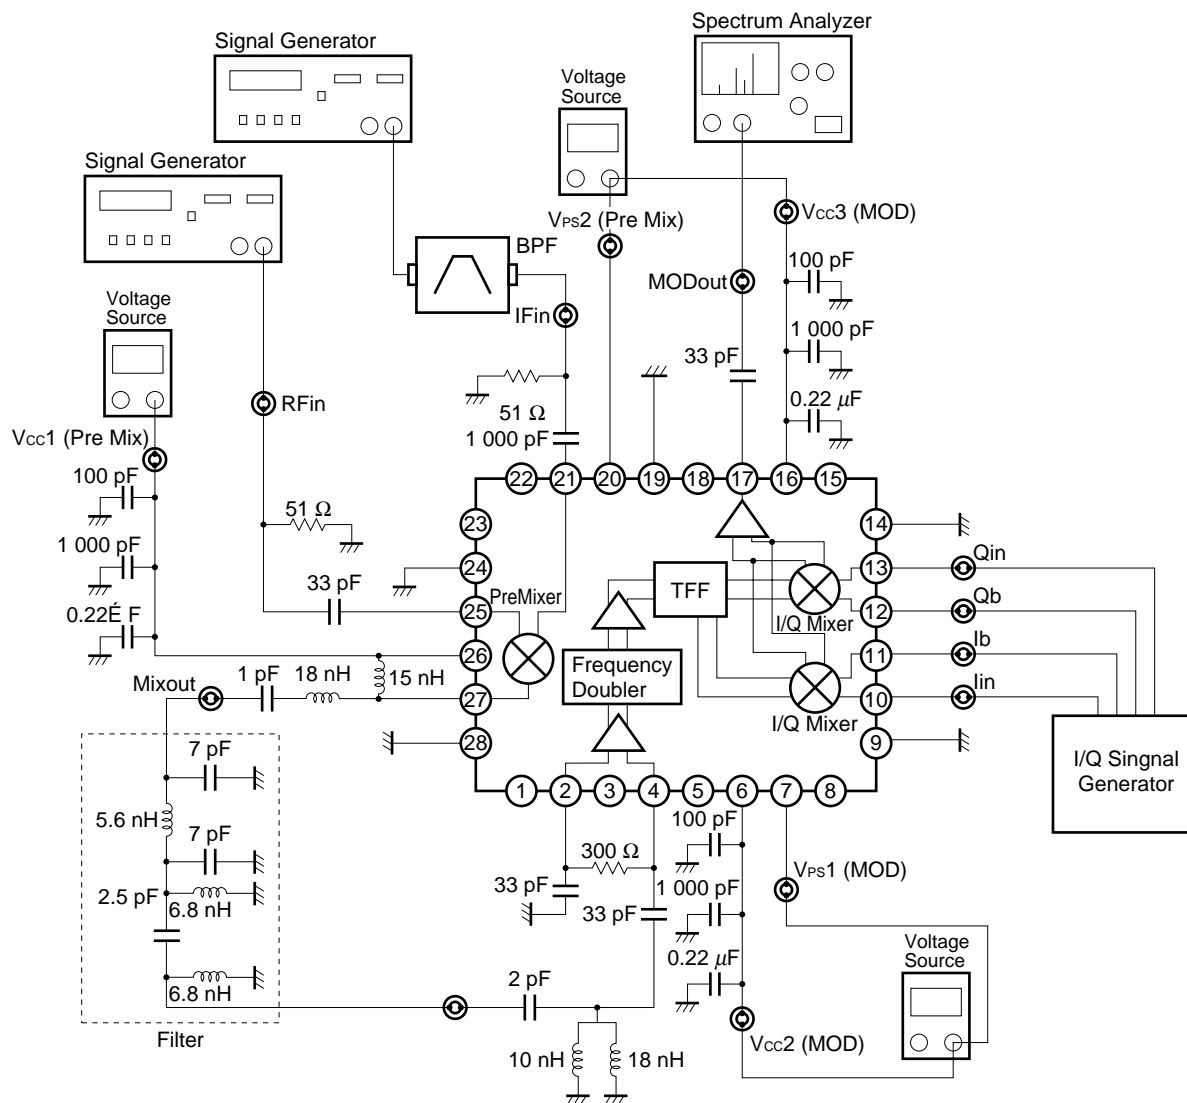 Spectrum Analyzer
Signal Generator
Voltage
Source
Signal Generator
VCC3 (MOD)
VPS2 (Pre Mix)
BPF
100 pF
MODout
Voltage
Source
IFin
1 000 pF
33 pF
RFin
51 Ω
0.22 µF
VCC1 (Pre Mix)
1 000 pF
100 pF
22 21 20 19 18 17 16 15
51 Ω
23
14
1 000 pF
Qin
24
13
33 pF
PreMixer
TFF
25
12
Qb
0.22É F
I/Q Mixer
26
11
Ib
Frequency
Doubler
Mixout
1 pF
18 nH
15 nH
27
10
Iin
I/Q Mixer
28
9
7 pF
I/Q Singnal
Generator
1 2 3 4 5 6 7 8
5.6 nH
7 pF
100 pF
300 Ω
VPS1 (MOD)
2.5 pF
33 pF
1 000 pF
6.8 nH
33 pF
Voltage
Source
0.22 µF
2 pF
6.8 nH
Filter
VCC2 (MOD)
10 nH
18 nH